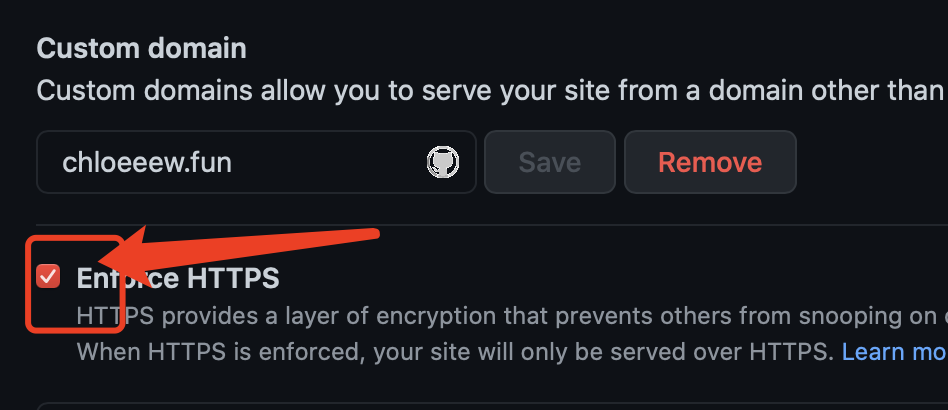 Custom domain
Custom domains allow you to serve your site from a domain other than
chloeeew.fun
Save
Remove
Enforce HTTPS
HTTPS provides a layer of encryption that prevents others from snooping on
When HTTPS is enforced, your site will only be served over HTTPS. Learn mo